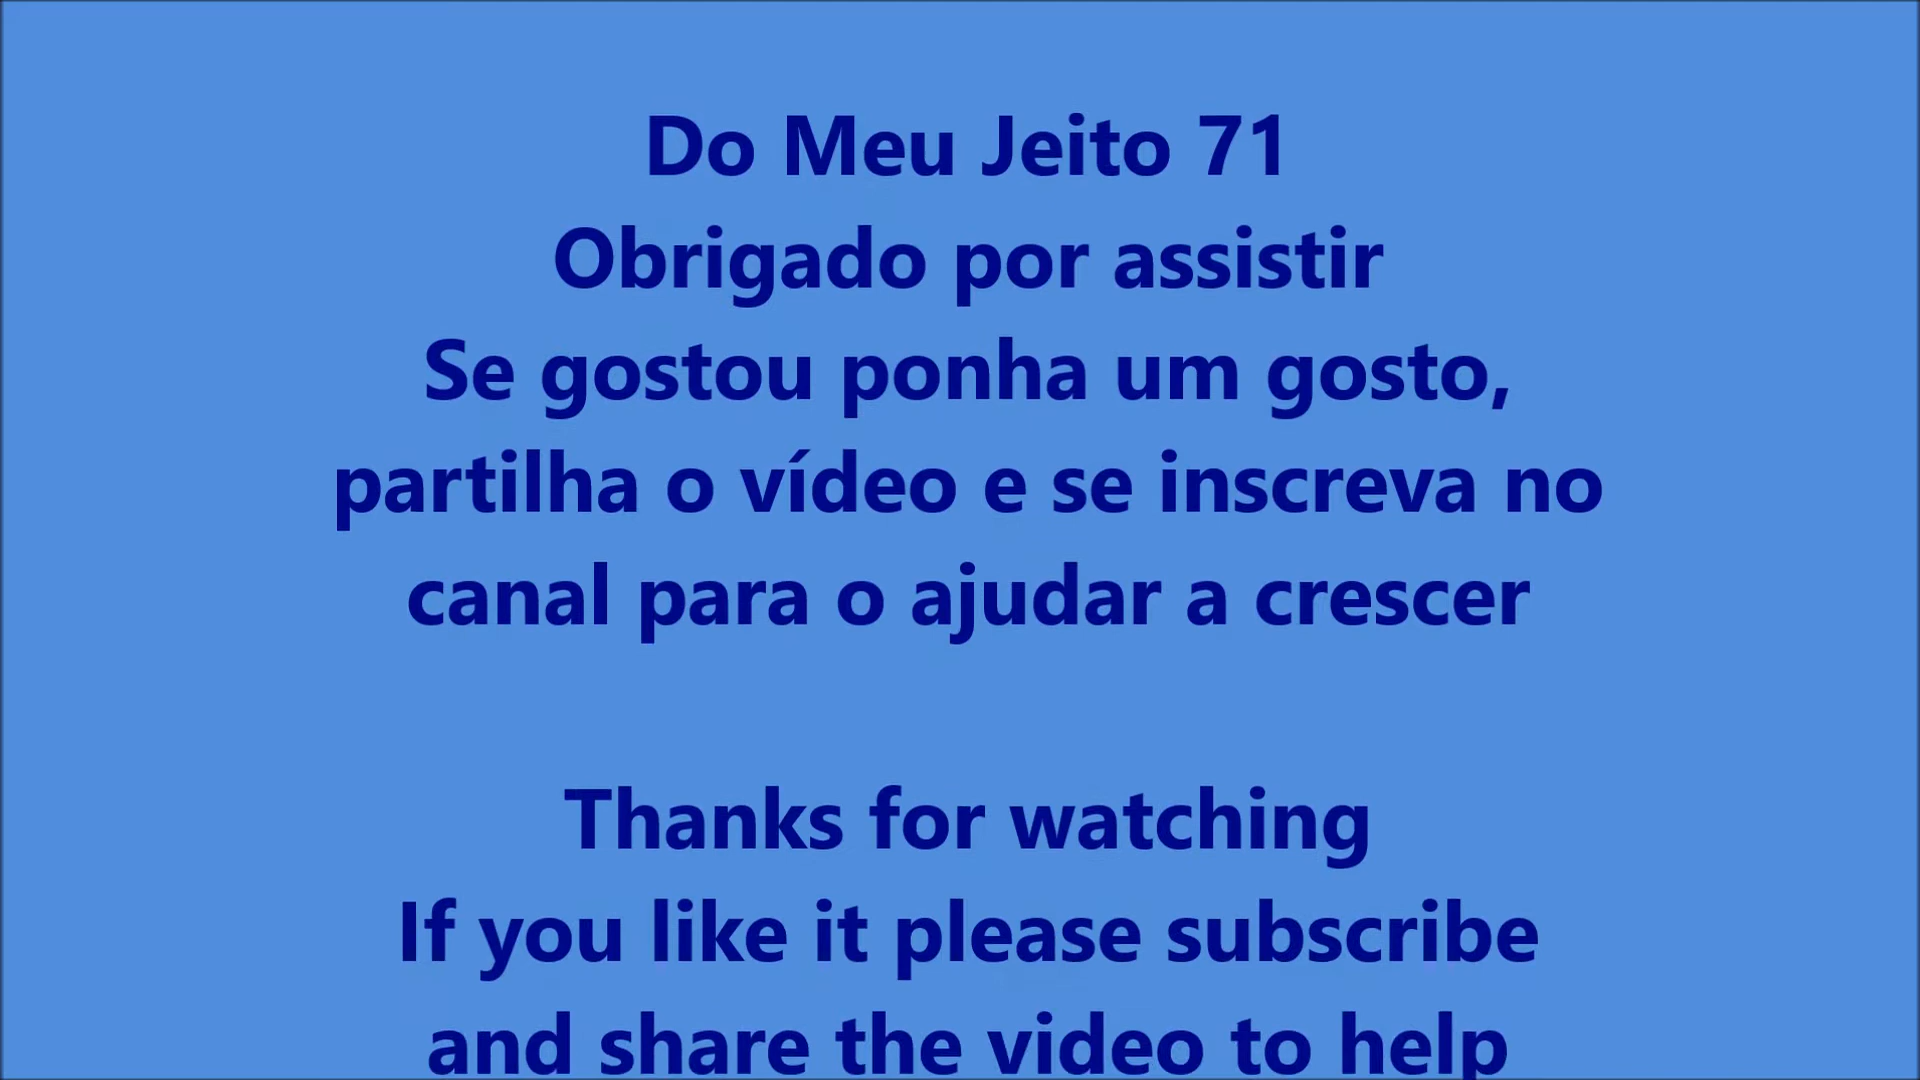 Do Meu Jeito 71
Obrigado por assistir
Se gostou ponha um gosto,
partilha o vídeo e se inscreva no
canal para o ajudar a crescer
Thanks for watching
If you like it please subscribe
and share the video to help